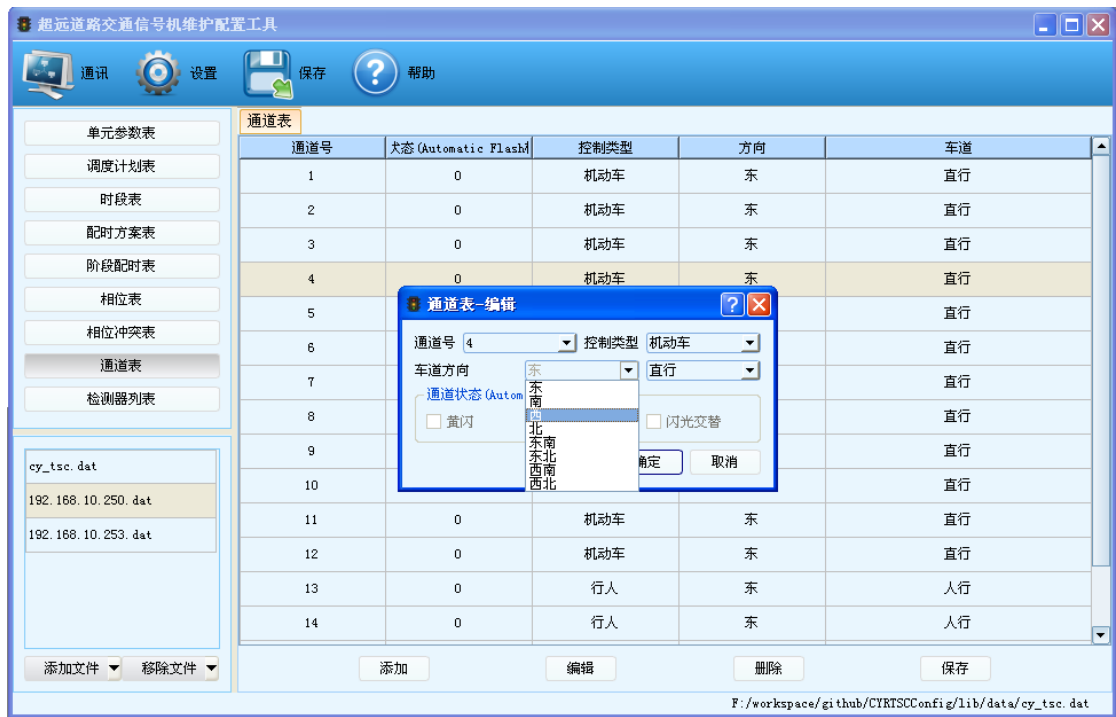 超远道路交通信号机维护配置工具
通讯 设置 保存 帮助
单元参数表
调度计划表
时段表
配时方案表
阶段配时表
相位表
相位冲突表
通道表
检测器列表
cy_tsc.dat
192.168.10.250.dat
192.168.10.253.dat
添加文件 移除文件
通道表
通道号 态(Automatic Flash 控制类型 方向 车道
1 0 机动车 东 直行
2 0 机动车 东 直行
3 0 机动车 东 直行
4 0 机动车 东 直行
5 直行
6 直行
7 直行
8 直行
9 直行
10 直行
11 0 机动车 东 直行
12 0 机动车 东 直行
13 0 行人 东 人行
14 0 行人 东 人行
通道表-编辑
通道号 4 控制类型 机动车
车道方向 东 直行
通道状态(Autom
黄闪 闪光交替
东
南
西
北
东南
东北
西南
西北
确定 取消
添加 编辑 删除 保存
F:/workspace/github/CYRTSCConfig/lib/data/cy_tsc.dat